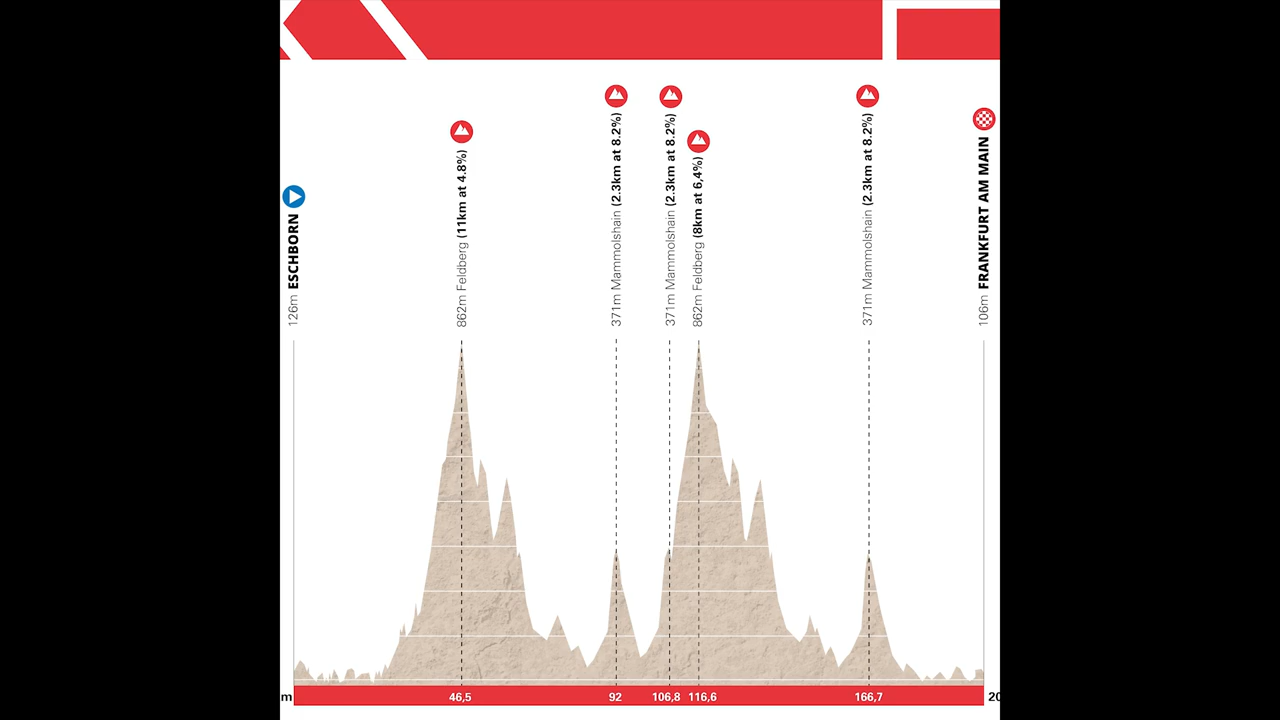 126m ESCHBORN
862m Feldberg (11km at 4.8%)
371m Mammolshain (2.3km at 8.2%)
371m Mammolshain (2.3km at 8.2%)
862m Feldberg (8km at 6,4%)
371m Mammolshain (2.3km at 8.2%)
106m FRANKFURT AM MAIN
m 46,5 92 106,8 116,6 166,7 20